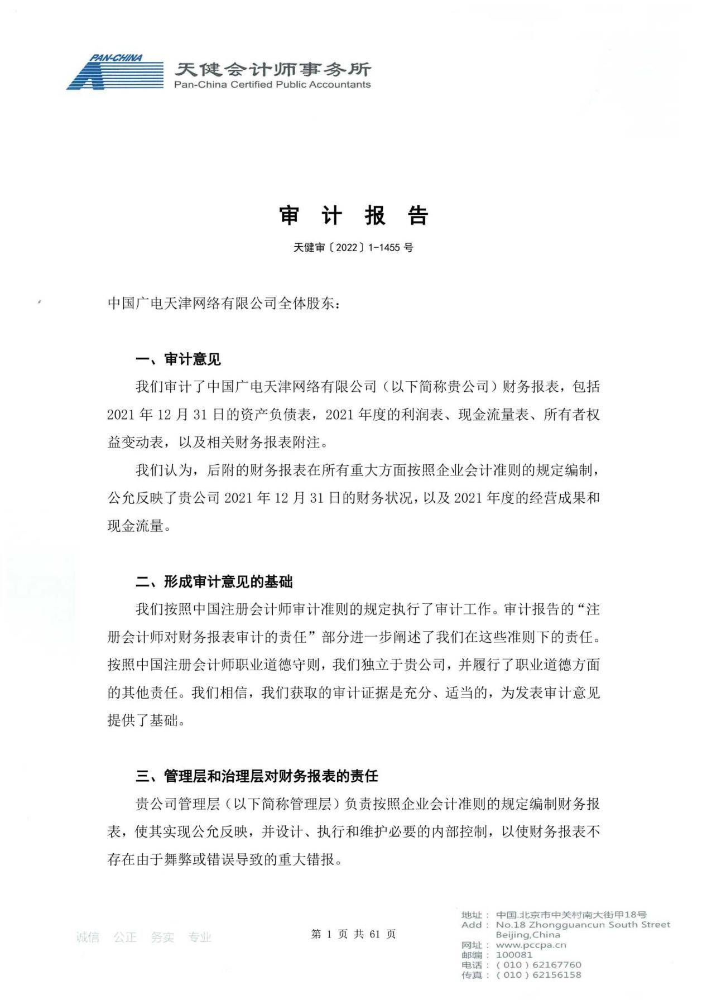 PAN-CHINA
天健会计师事务所
Pan-China Certified Public Accountants
审计报告
天健审〔2022〕1-1455 号
中国广电天津网络有限公司全体股东：
一、审计意见
我们审计了中国广电天津网络有限公司（以下简称贵公司）财务报表，包括
2021 年 12 月 31 日的资产负债表，2021 年度的利润表、现金流量表、所有者权
益变动表，以及相关财务报表附注。
我们认为，后附的财务报表在所有重大方面按照企业会计准则的规定编制，
公允反映了贵公司 2021 年 12 月 31 日的财务状况，以及 2021 年度的经营成果和
现金流量。
二、形成审计意见的基础
我们按照中国注册会计师审计准则的规定执行了审计工作。审计报告的“注
册会计师对财务报表审计的责任”部分进一步阐述了我们在这些准则下的责任。
按照中国注册会计师职业道德守则，我们独立于贵公司，并履行了职业道德方面
的其他责任。我们相信，我们获取的审计证据是充分、适当的，为发表审计意见
提供了基础。
三、管理层和治理层对财务报表的责任
贵公司管理层（以下简称管理层）负责按照企业会计准则的规定编制财务报
表，使其实现公允反映，并设计、执行和维护必要的内部控制，以使财务报表不
存在由于舞弊或错误导致的重大错报。
诚信 公正 务实 专业
第 1 页 共 61 页
地址：中国.北京市中关村南大街甲18号
Add：No.18 Zhongguancun South Street
Beijing,China
网址：www.pccpa.cn
邮编：100081
电话：（010）62167760
传真：（010）62156158